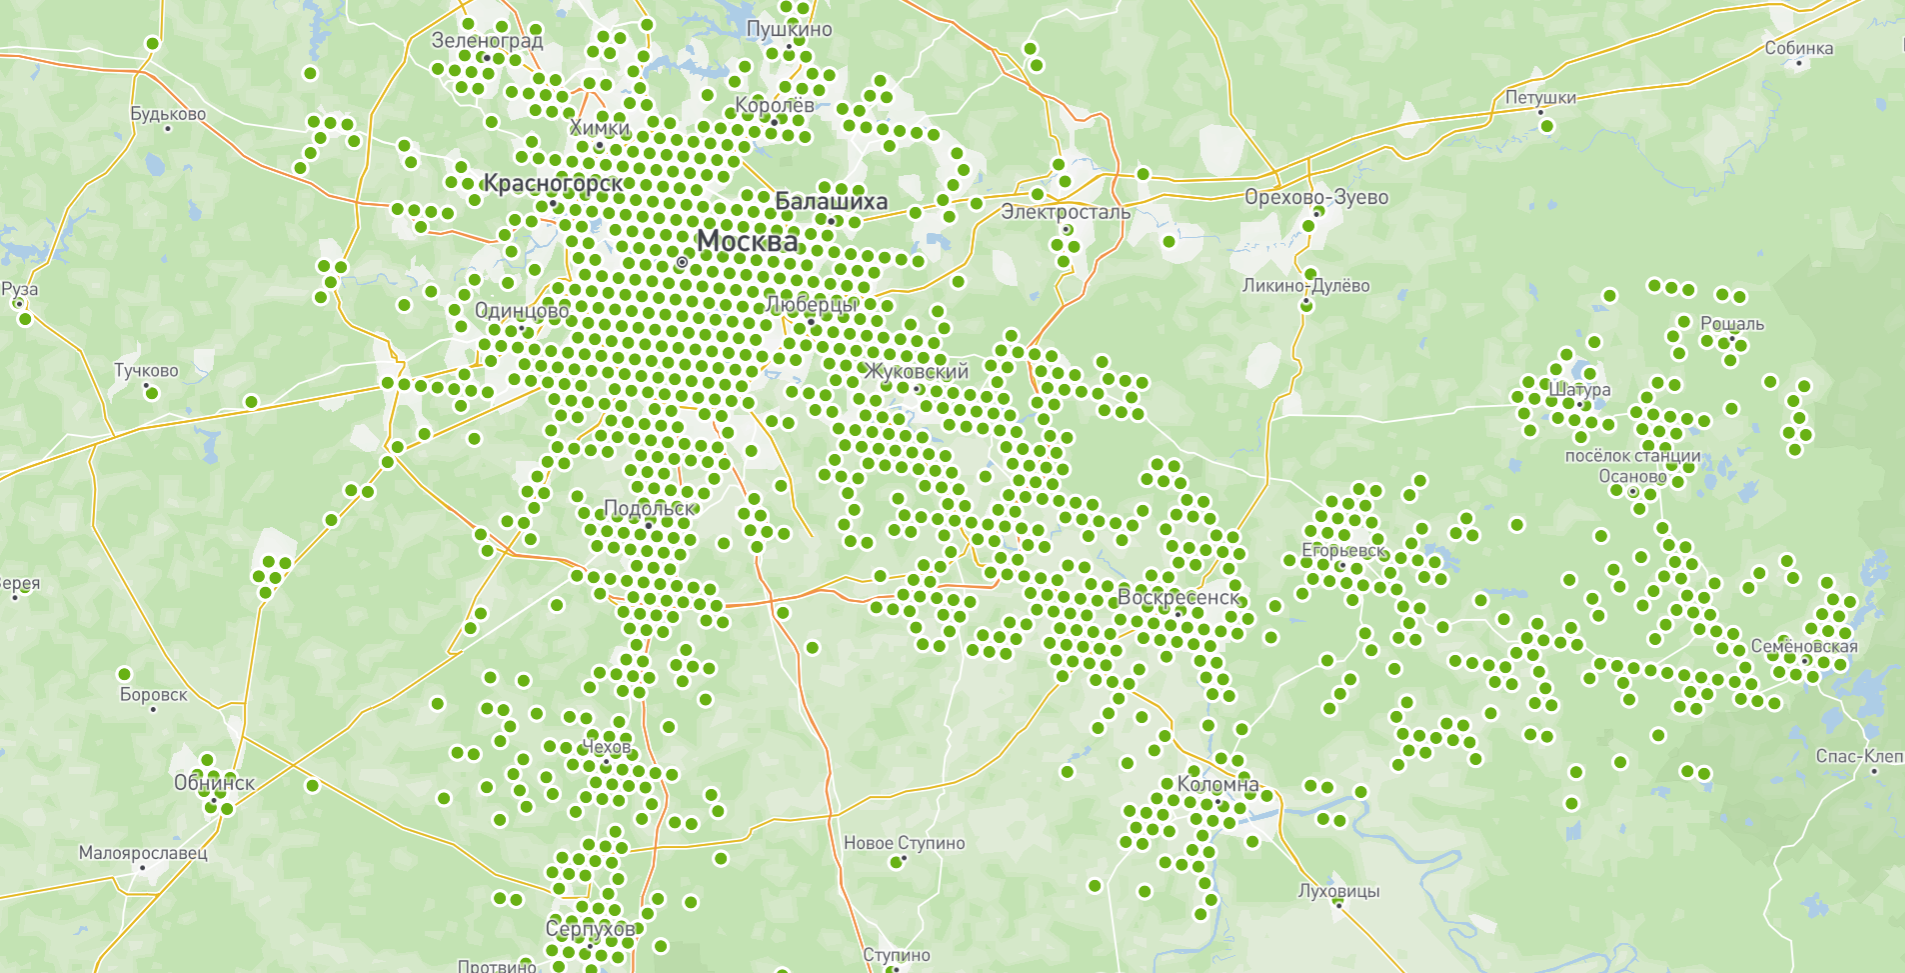 Пушкино
Зеленоград
Собинка
Петушки
Королёв
Будьково
Химки
Красногорск
Балашиха
Орехово-Зуево
Электросталь
Москва
Руза
Ликино-Дулёво
Люберцы
Одинцово
Рошаль
Тучково
Жуковский
Шатура
посёлок станции
Осаново
Подольск
Егорьевск
ерея
Воскресенск
Семёновская
Боровск
Чехов
Спас-Клеп
Обнинск
Коломна
Новое Ступино
Малоярославец
Луховицы
Серпухов
Ступино
Протвино